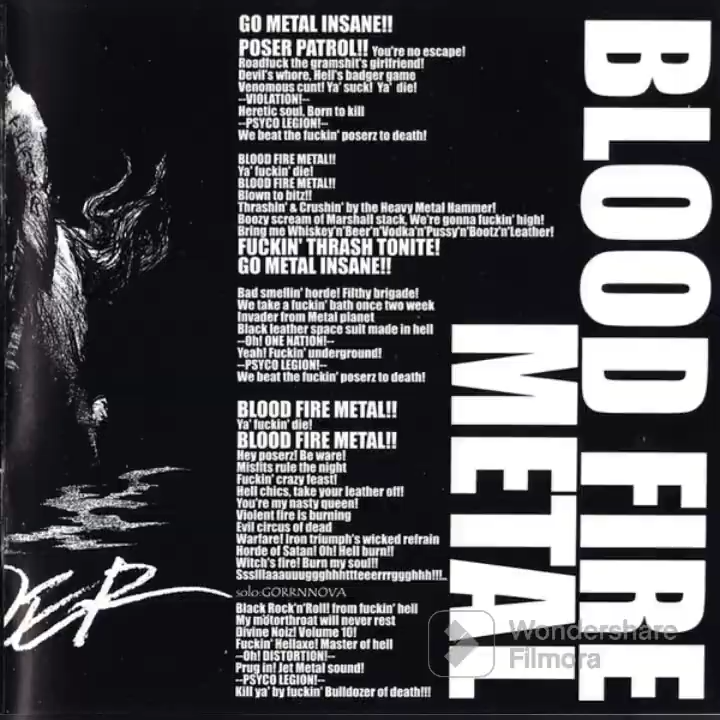 GO METAL INSANE!!
POSER PATROL!! You're no escape!
Roadfuck the gramshit's girlfriend!
Devil's whore, Hell's badger game
Venomous cunt! Ya' suck! Ya' die!
--VIOLATION!--
Heretic soul, Born to kill
--PSYCO LEGION!--
We beat the fuckin' poserz to death!
BLOOD FIRE METAL!!
Ya' fuckin' die!
BLOOD FIRE METAL!!
Blown to bitz!!
Thrashin' & Crushin' by the Heavy Metal Hammer!
Boozy scream of Marshall stack, We're gonna fuckin' high!
Bring me Whiskey'n'Beer'n'Vodka'n'Pussy'n'Bootz'n'Leather!
FUCKIN' THRASH TONITE!
GO METAL INSANE!!
Bad smeflin' horde! Filthy brigade!
We take a fuckin' bath once two week
Invader from Metal planet
Black leather space suit made in hell
--Oh! ONE NATION!--
Yeah! Fuckin' underground!
--PSYCO LEGION!--
We beat the fuckin' poserz to death!
BLOOD FIRE METAL!!
Ya' fuckin' die!
BLOOD FIRE METAL!!
Hey poserz! Be ware!
Misfits rule the night
Fuckin' crazy feast!
Hell chics, take your leather off!
You're my nasty queen!
Violent fire is burning
Evil circus of dead
Warfare! Iron triumph's wicked refrain
Horde of Satan! Oh! Hell burn!!
Witch's fire! Burn my soul!!
Ssslllaaauuuggghhhttteeerrrggghhh!!!...
solo:GORRNNOVA
Black Rock'n'Roll! from fuckin' hell
My motorthroat will never rest
Divine Noiz! Volume 10!
Fuckin' Hellaxe! Master of hell
--Oh! DISTORTION!--
Prug in! Jet Metal sound!
--PSYCO LEGION!--
Kill ya' by fuckin' Bulldozer of death!!!
BLOOD FIRE
METAL
Wondershare
Filmora